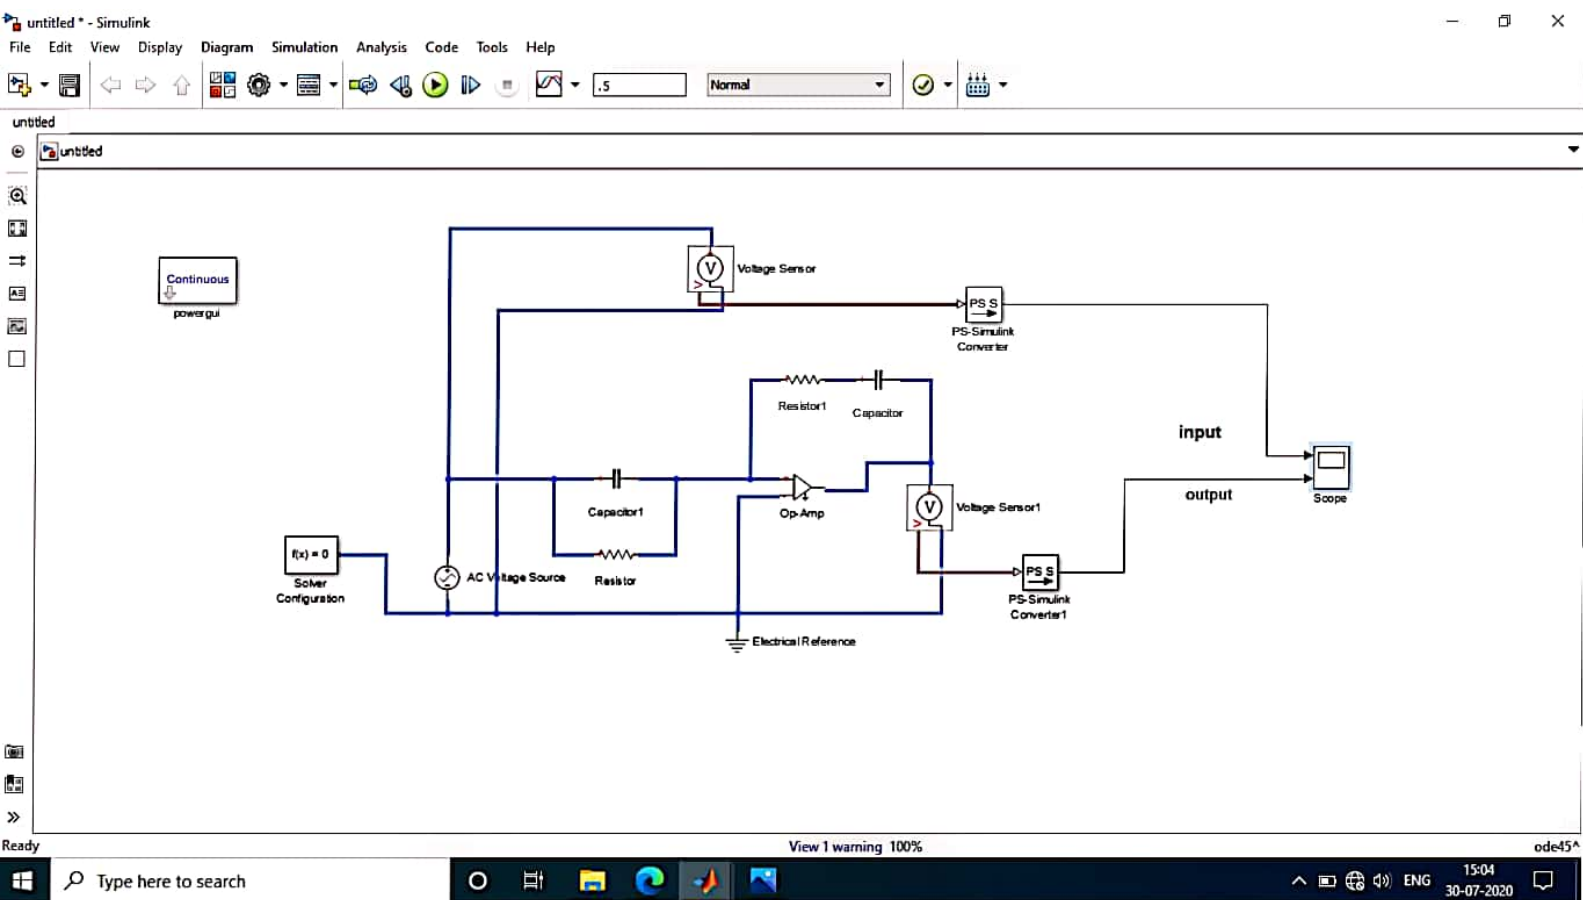 untitled * - Simulink
File Edit View Display Diagram Simulation Analysis Code Tools Help
.5
Normal
untitled
untitled
Continuous
powergui
V
Voltage Sensor
PS S
PS-Simulink
Converter
Resistor1
Capacitor
input
output
Scope
Capacitor1
Op-Amp
V
Voltage Sensor1
f(x) = 0
Solver
Configuration
AC Voltage Source
Resistor
PS S
PS-Simulink
Converter1
Electrical Reference
Ready
View 1 warning 100%
ode45
Type here to search
ENG
15:04
30-07-2020